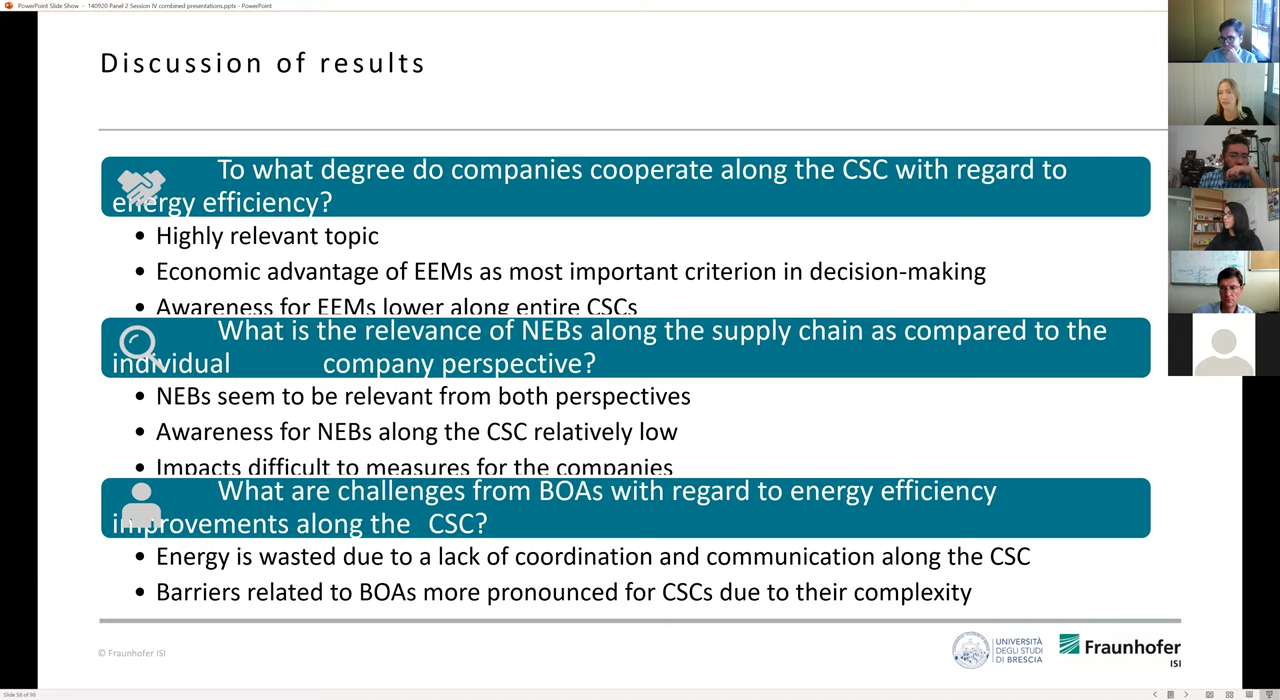 PowerPoint Slide Show - 140920 Panel 2 Session IV combined presentations.pptx - PowerPoint
Discussion of results
To what degree do companies cooperate along the CSC with regard to
energy efficiency?
• Highly relevant topic
• Economic advantage of EEMs as most important criterion in decision-making
• Awareness for EEMs lower along entire CSCs
What is the relevance of NEBs along the supply chain as compared to the
individual company perspective?
• NEBs seem to be relevant from both perspectives
• Awareness for NEBs along the CSC relatively low
• Impacts difficult to measures for the companies
What are challenges from BOAs with regard to energy efficiency
improvements along the CSC?
• Energy is wasted due to a lack of coordination and communication along the CSC
• Barriers related to BOAs more pronounced for CSCs due to their complexity
© Fraunhofer ISI
UNIVERSITÀ
DEGLI STUDI
DI BRESCIA
Fraunhofer
ISI